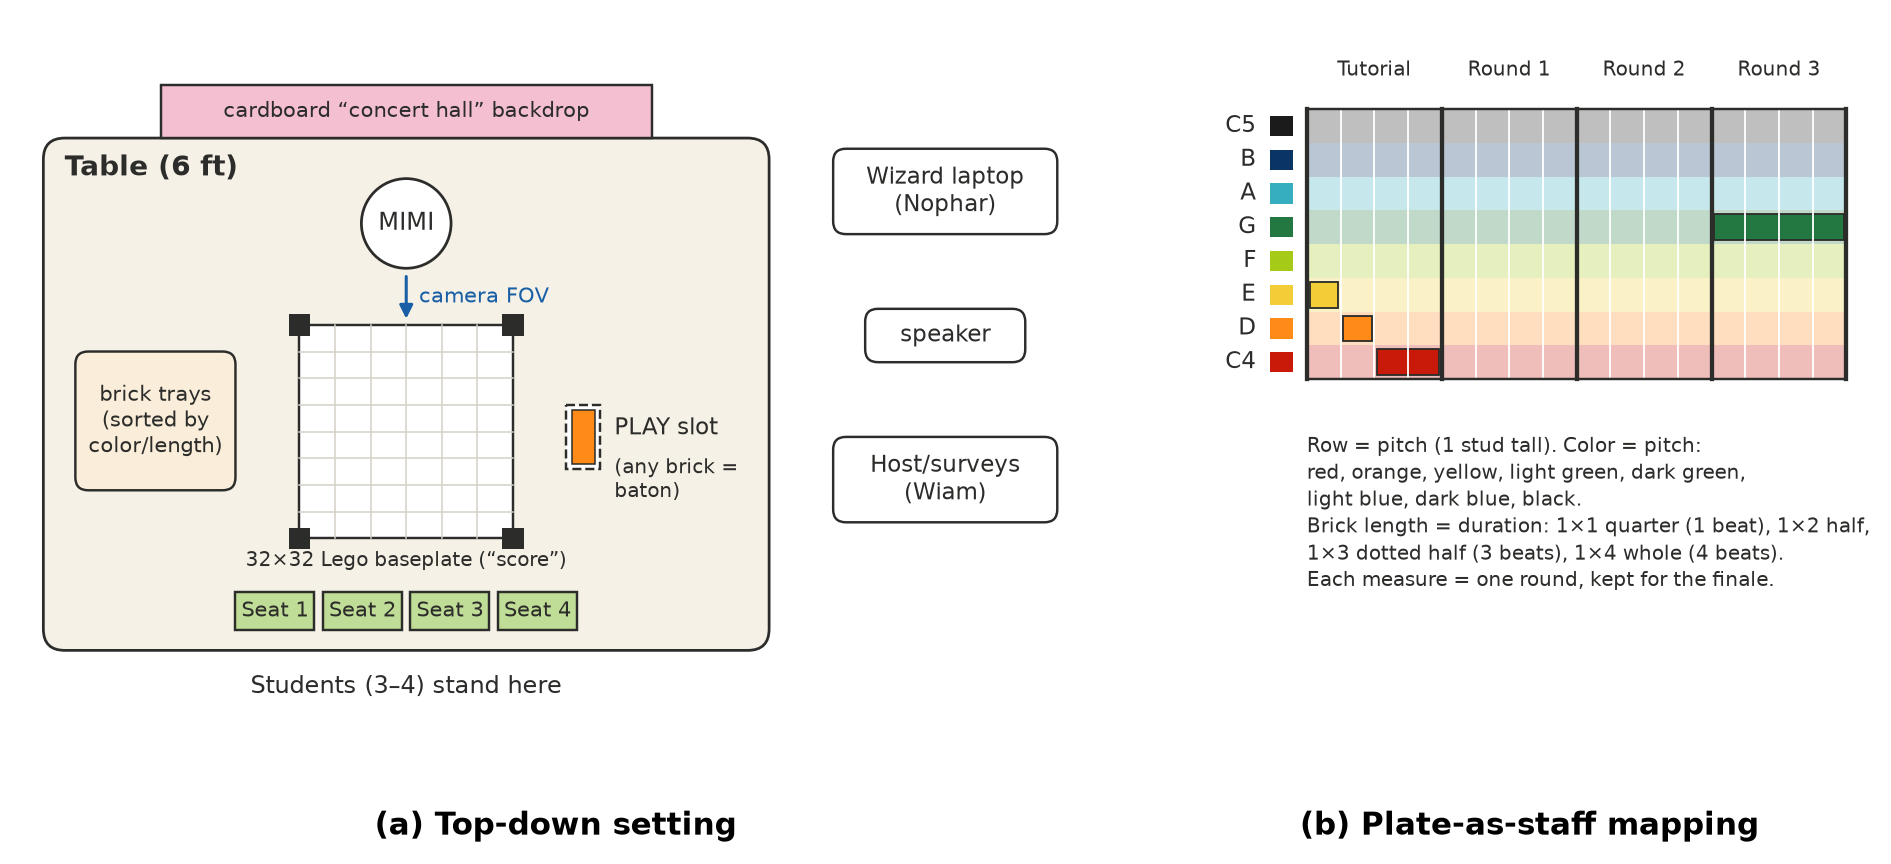 cardboard “concert hall” backdrop
Table (6 ft)
MIMI
camera FOV
brick trays
(sorted by
color/length)
PLAY slot
(any brick =
baton)
32×32 Lego baseplate (“score”)
Seat 1
Seat 2
Seat 3
Seat 4
Students (3–4) stand here
Wizard laptop
(Nophar)
speaker
Host/surveys
(Wiam)
(a) Top-down setting
Tutorial
Round 1
Round 2
Round 3
C5
B
A
G
F
E
D
C4
Row = pitch (1 stud tall). Color = pitch:
red, orange, yellow, light green, dark green,
light blue, dark blue, black.
Brick length = duration: 1×1 quarter (1 beat), 1×2 half,
1×3 dotted half (3 beats), 1×4 whole (4 beats).
Each measure = one round, kept for the finale.
(b) Plate-as-staff mapping